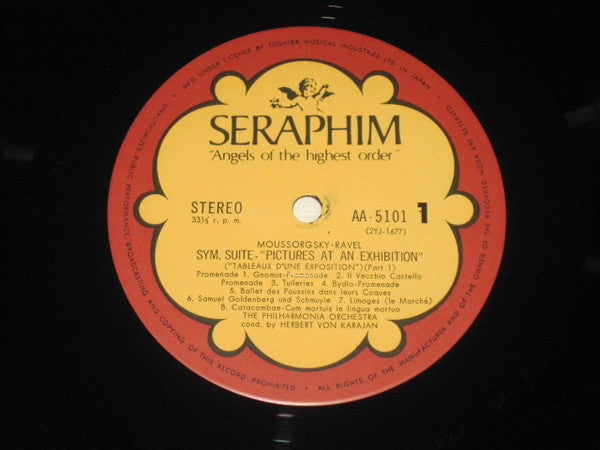 MFD. UNDER LICENCE BY TOSHIBA MUSICAL INDUSTRIES LTD. IN JAPAN • ALL RIGHTS OF THE MANUFACTURER AND OF THE OWNER OF THE RECORDED WORK ARE RESERVED • UNAUTHORIZED PUBLIC PERFORMANCE BROADCASTING AND COPYING OF THIS RECORD PROHIBITED •
SERAPHIM
"Angels of the highest order"
STEREO
33⅓ r. p. m.
AA-5101 1
(2YJ-1677)
MOUSSORGSKY-RAVEL
SYM. SUITE-"PICTURES AT AN EXHIBITION"
("TABLEAUX D'UNE EXPOSITION")(Part 1)
Promenade 1. Gnomus-Promenade 2. Il Vecchio Castello
Promenade 3. Tuileries 4. Bydlo-Promenade
5. Ballet des Poussins dans leurs Coques
6. Samuel Goldenberg und Schmuyle 7. Limoges (le Marché)
8. Catacombae-Cum mortuis in lingua mortua
THE PHILHARMONIA ORCHESTRA
cond. by HERBERT VON KARAJAN